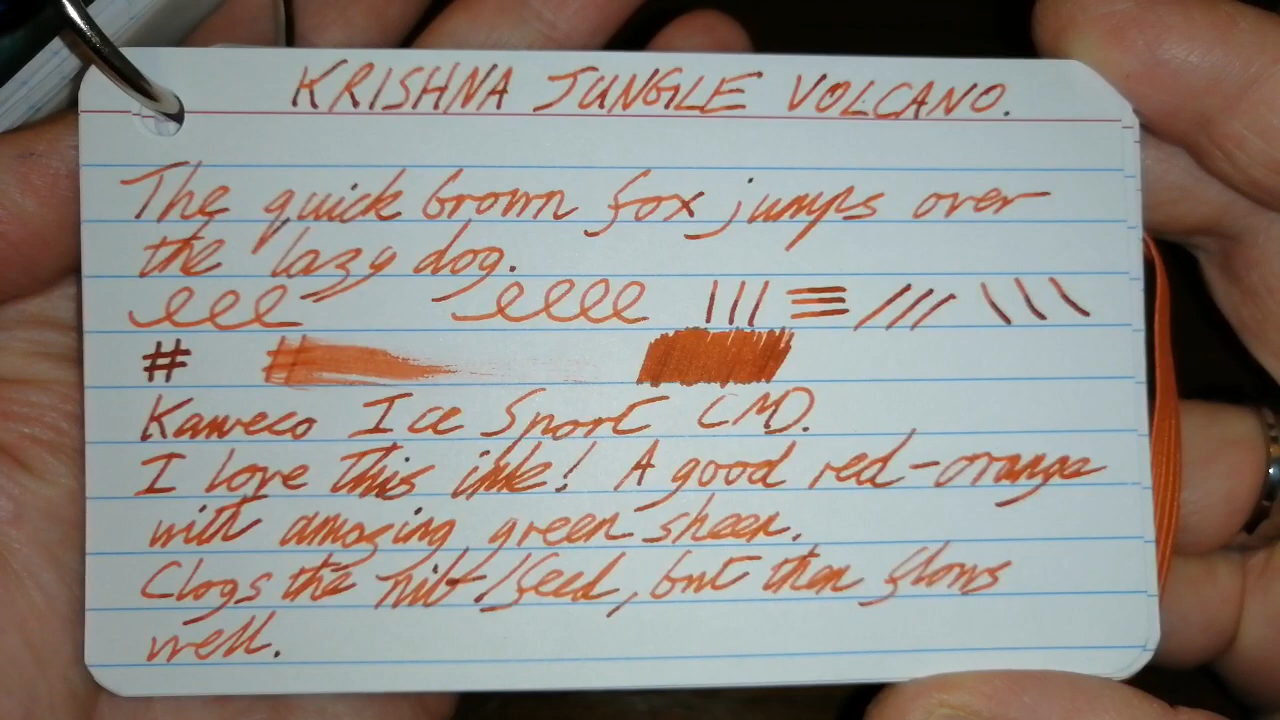 KRISHNA JUNGLE VOLCANO.
The quick brown fox jumps over
the lazy dog.
#
Kaweco Ice Sport (M).
I love this ink! A good red-orange
with amazing green sheen.
Clogs the nib/feed, but then flows
well.